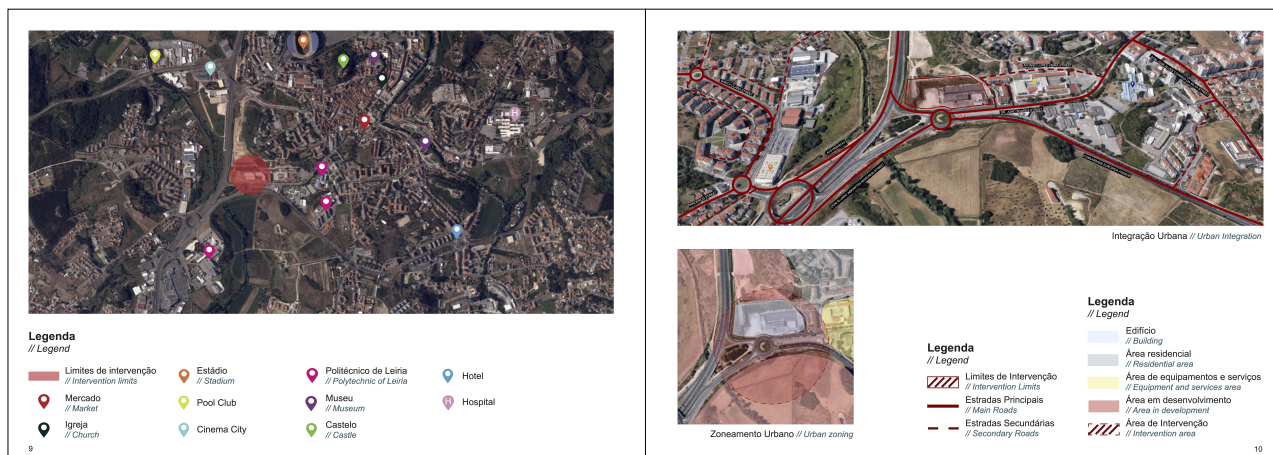 Legenda
// Legend
Limites de intervenção
// Intervention limits
Mercado
// Market
Igreja
// Church
Estádio
// Stadium
Pool Club
Cinema City
Politécnico de Leiria
// Polytechnic of Leiria
Museu
// Museum
Castelo
// Castle
Hotel
H Hospital
H
9
Integração Urbana // Urban Integration
Zoneamento Urbano // Urban zoning
Legenda
// Legend
Limites de Intervenção
// Intervention Limits
Estradas Principais
// Main Roads
Estradas Secundárias
// Secondary Roads
Legenda
// Legend
Edifício
// Building
Área residencial
// Residential area
Área de equipamentos e serviços
// Equipment and services area
Área em desenvolvimento
// Area in development
Área de Intervenção
// Intervention area
10